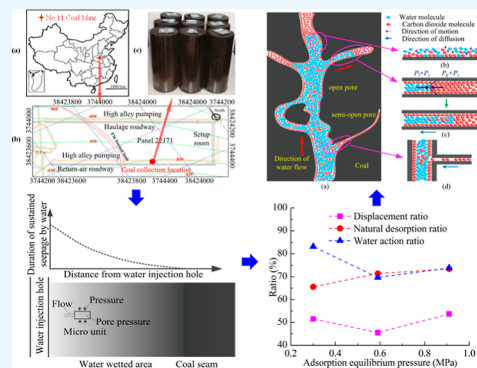 (a)
No 11 Coal Mine
(c)
(b)
38423800
3744000
38424000
3744200
High alley pumping
Haulage roadway
Panel 22171
Setup
room
High alley pumping
Return-air roadway
Coal collection location
3744200
38423600
38423800
3744400
38424000
Duration of sustained
seepage by water
Distance from water injection hole
Water injection hole
Flow
Pressure
Pore pressure
Micro unit
Water wetted area
Coal seam
Water molecule
Carbon dioxide molecule
Direction of motion
Direction of diffusion
open pore
semi-open pore
Direction of
water flow
Coal
(a)
(b)
(c)
(d)
Displacement ratio
Natural desorption ratio
Water action ratio
Ratio (%)
100
90
80
70
60
50
40
30
0.2
0.4
0.6
0.8
1.0
Adsorption equilibrium pressure (MPa)